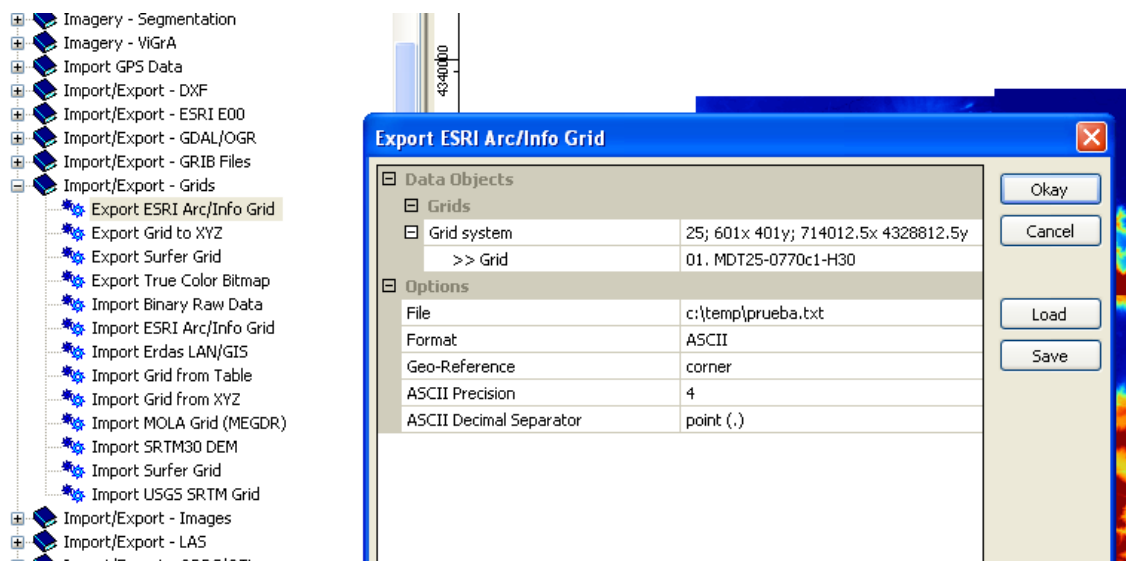 Imagery - Segmentation
Imagery - ViGrA
Import GPS Data
Import/Export - DXF
Import/Export - ESRI E00
Import/Export - GDAL/OGR
Import/Export - GRIB Files
Import/Export - Grids
Export ESRI Arc/Info Grid
Export Grid to XYZ
Export Surfer Grid
Export True Color Bitmap
Import Binary Raw Data
Import ESRI Arc/Info Grid
Import Erdas LAN/GIS
Import Grid from Table
Import Grid from XYZ
Import MOLA Grid (MEGDR)
Import SRTM30 DEM
Import Surfer Grid
Import USGS SRTM Grid
Import/Export - Images
Import/Export - LAS
4340000
Export ESRI Arc/Info Grid
Data Objects
Grids
Grid system 25; 601x 401y; 714012.5x 4328812.5y
>> Grid 01. MDT25-0770c1-H30
Options
File c:\temp\prueba.txt
Format ASCII
Geo-Reference corner
ASCII Precision 4
ASCII Decimal Separator point (.)
Okay
Cancel
Load
Save